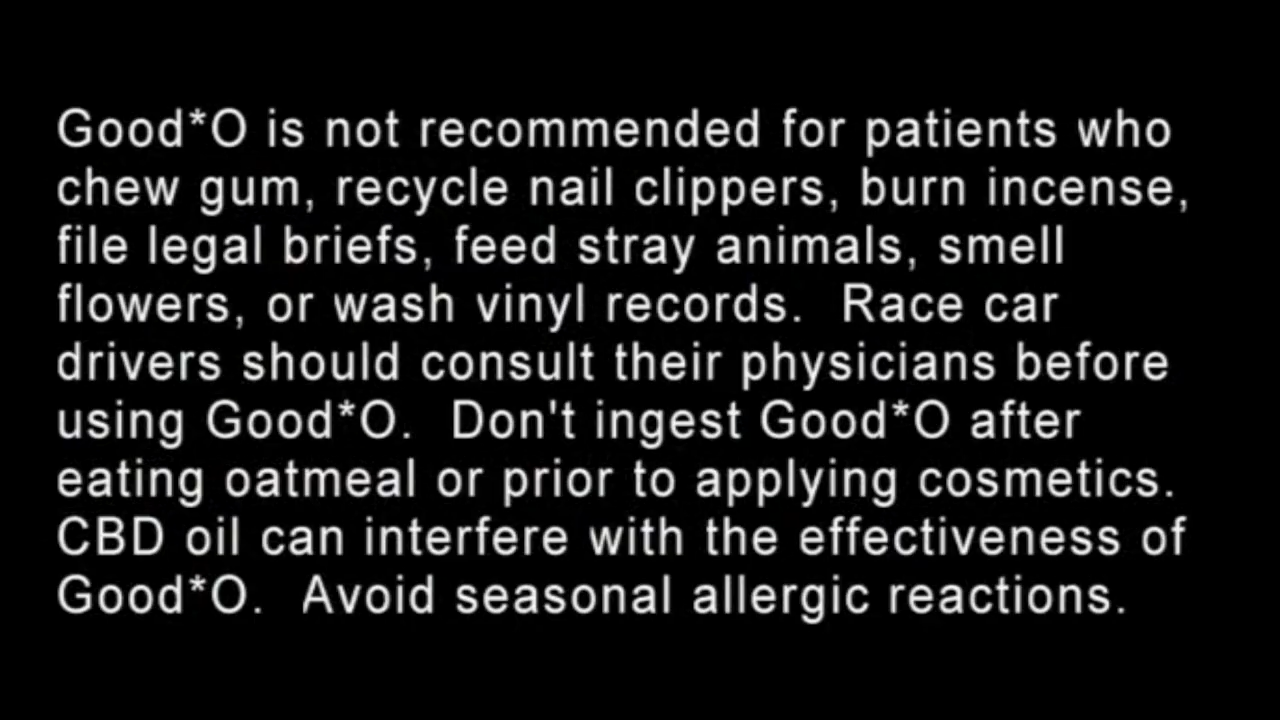 Good*O is not recommended for patients who
chew gum, recycle nail clippers, burn incense,
file legal briefs, feed stray animals, smell
flowers, or wash vinyl records.  Race car
drivers should consult their physicians before
using Good*O.  Don't ingest Good*O after
eating oatmeal or prior to applying cosmetics.
CBD oil can interfere with the effectiveness of
Good*O.  Avoid seasonal allergic reactions.